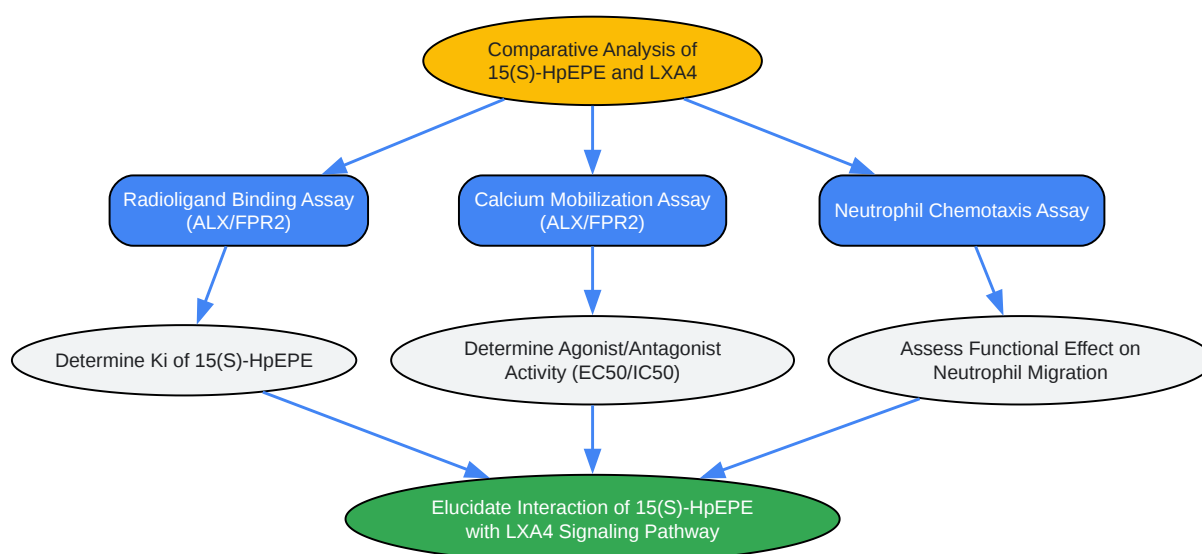 Comparative Analysis of
15(S)-HpEPE and LXA4
Radioligand Binding Assay
(ALX/FPR2)
Calcium Mobilization Assay
(ALX/FPR2)
Neutrophil Chemotaxis Assay
Determine Ki of 15(S)-HpEPE
Determine Agonist/Antagonist
Activity (EC50/IC50)
Assess Functional Effect on
Neutrophil Migration
Elucidate Interaction of 15(S)-HpEPE
with LXA4 Signaling Pathway